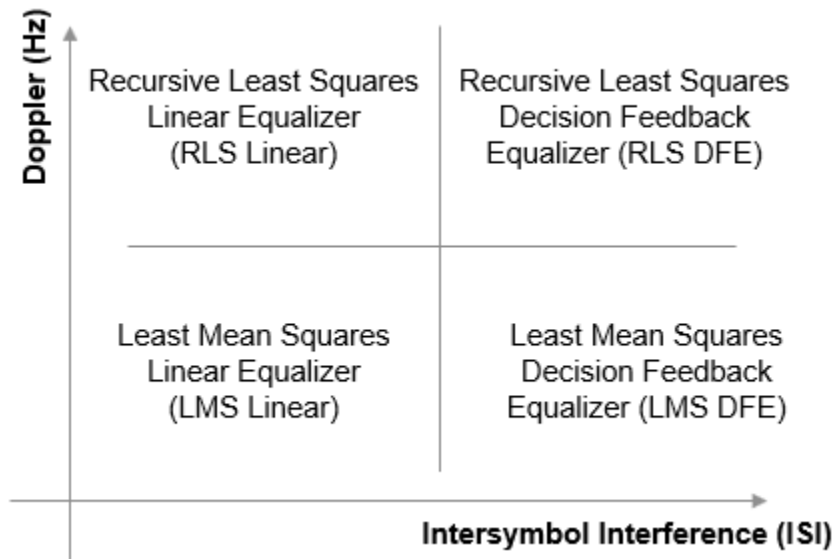 Doppler (Hz)
Recursive Least Squares
Linear Equalizer
(RLS Linear)
Recursive Least Squares
Decision Feedback
Equalizer (RLS DFE)
Least Mean Squares
Linear Equalizer
(LMS Linear)
Least Mean Squares
Decision Feedback
Equalizer (LMS DFE)
Intersymbol Interference (ISI)